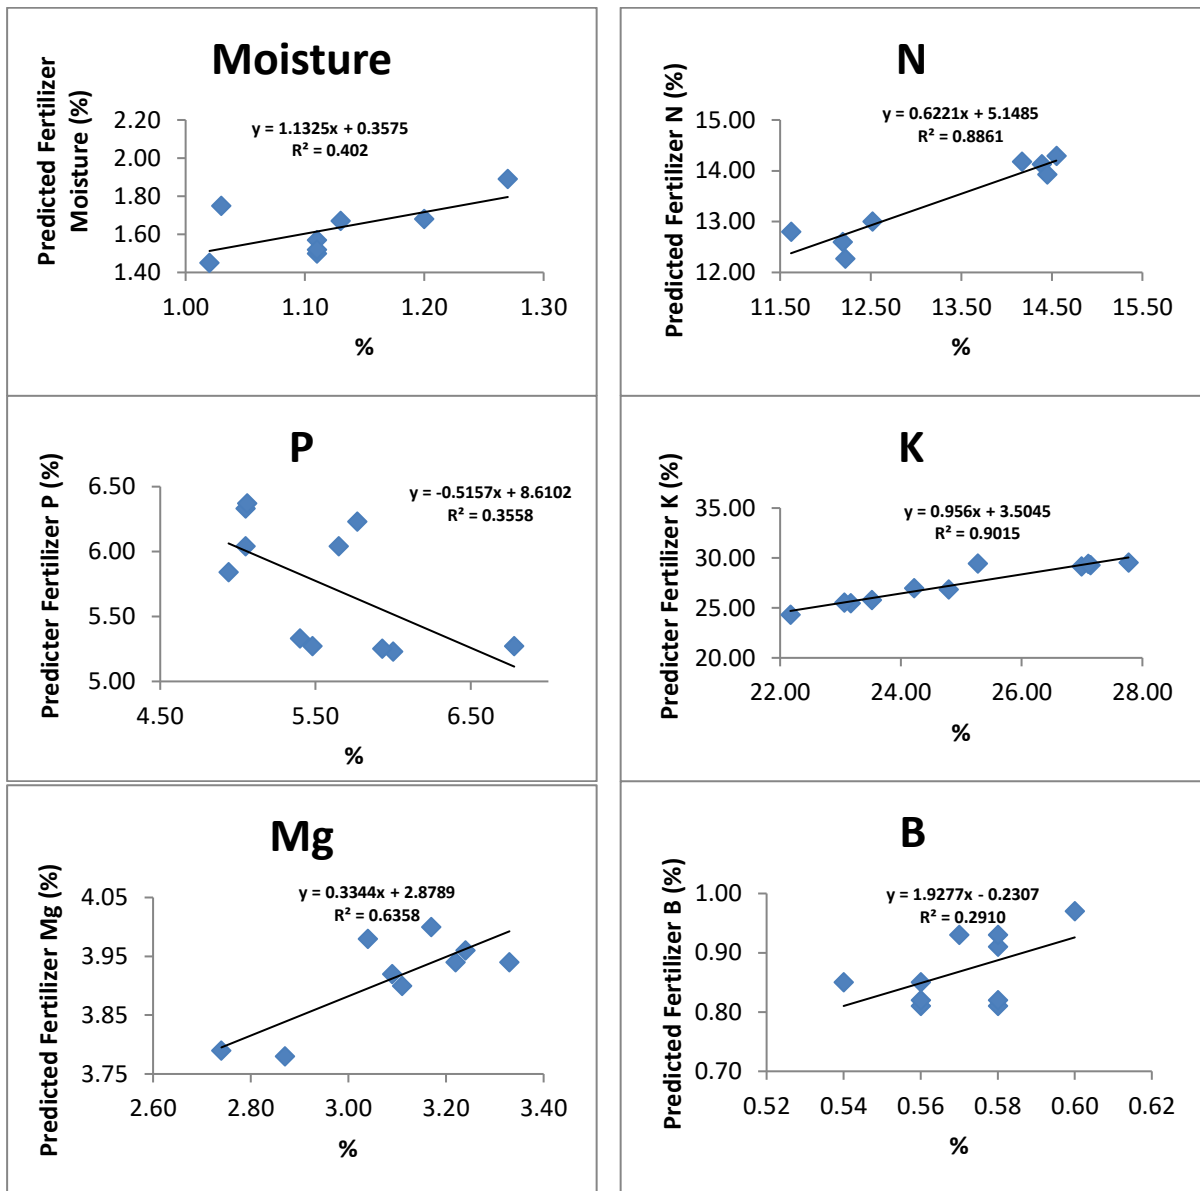 Moisture
Predicted Fertilizer
Moisture (%)
y = 1.1325x + 0.3575
R² = 0.402
2.20
2.00
1.80
1.60
1.40
1.00 1.10 1.20 1.30
%
N
Predicted Fertilizer N (%)
y = 0.6221x + 5.1485
R² = 0.8861
15.00
14.00
13.00
12.00
11.50 12.50 13.50 14.50 15.50
%
P
Predicter Fertilizer P (%)
y = -0.5157x + 8.6102
R² = 0.3558
6.50
6.00
5.50
5.00
4.50 5.50 6.50
%
K
Predicter Fertilizer K (%)
y = 0.956x + 3.5045
R² = 0.9015
35.00
30.00
25.00
20.00
22.00 24.00 26.00 28.00
%
Mg
Predicted Fertilizer Mg (%)
y = 0.3344x + 2.8789
R² = 0.6358
4.05
3.95
3.85
3.75
2.60 2.80 3.00 3.20 3.40
%
B
Predicted Fertilizer B (%)
y = 1.9277x - 0.2307
R² = 0.2910
1.00
0.90
0.80
0.70
0.52 0.54 0.56 0.58 0.60 0.62
%